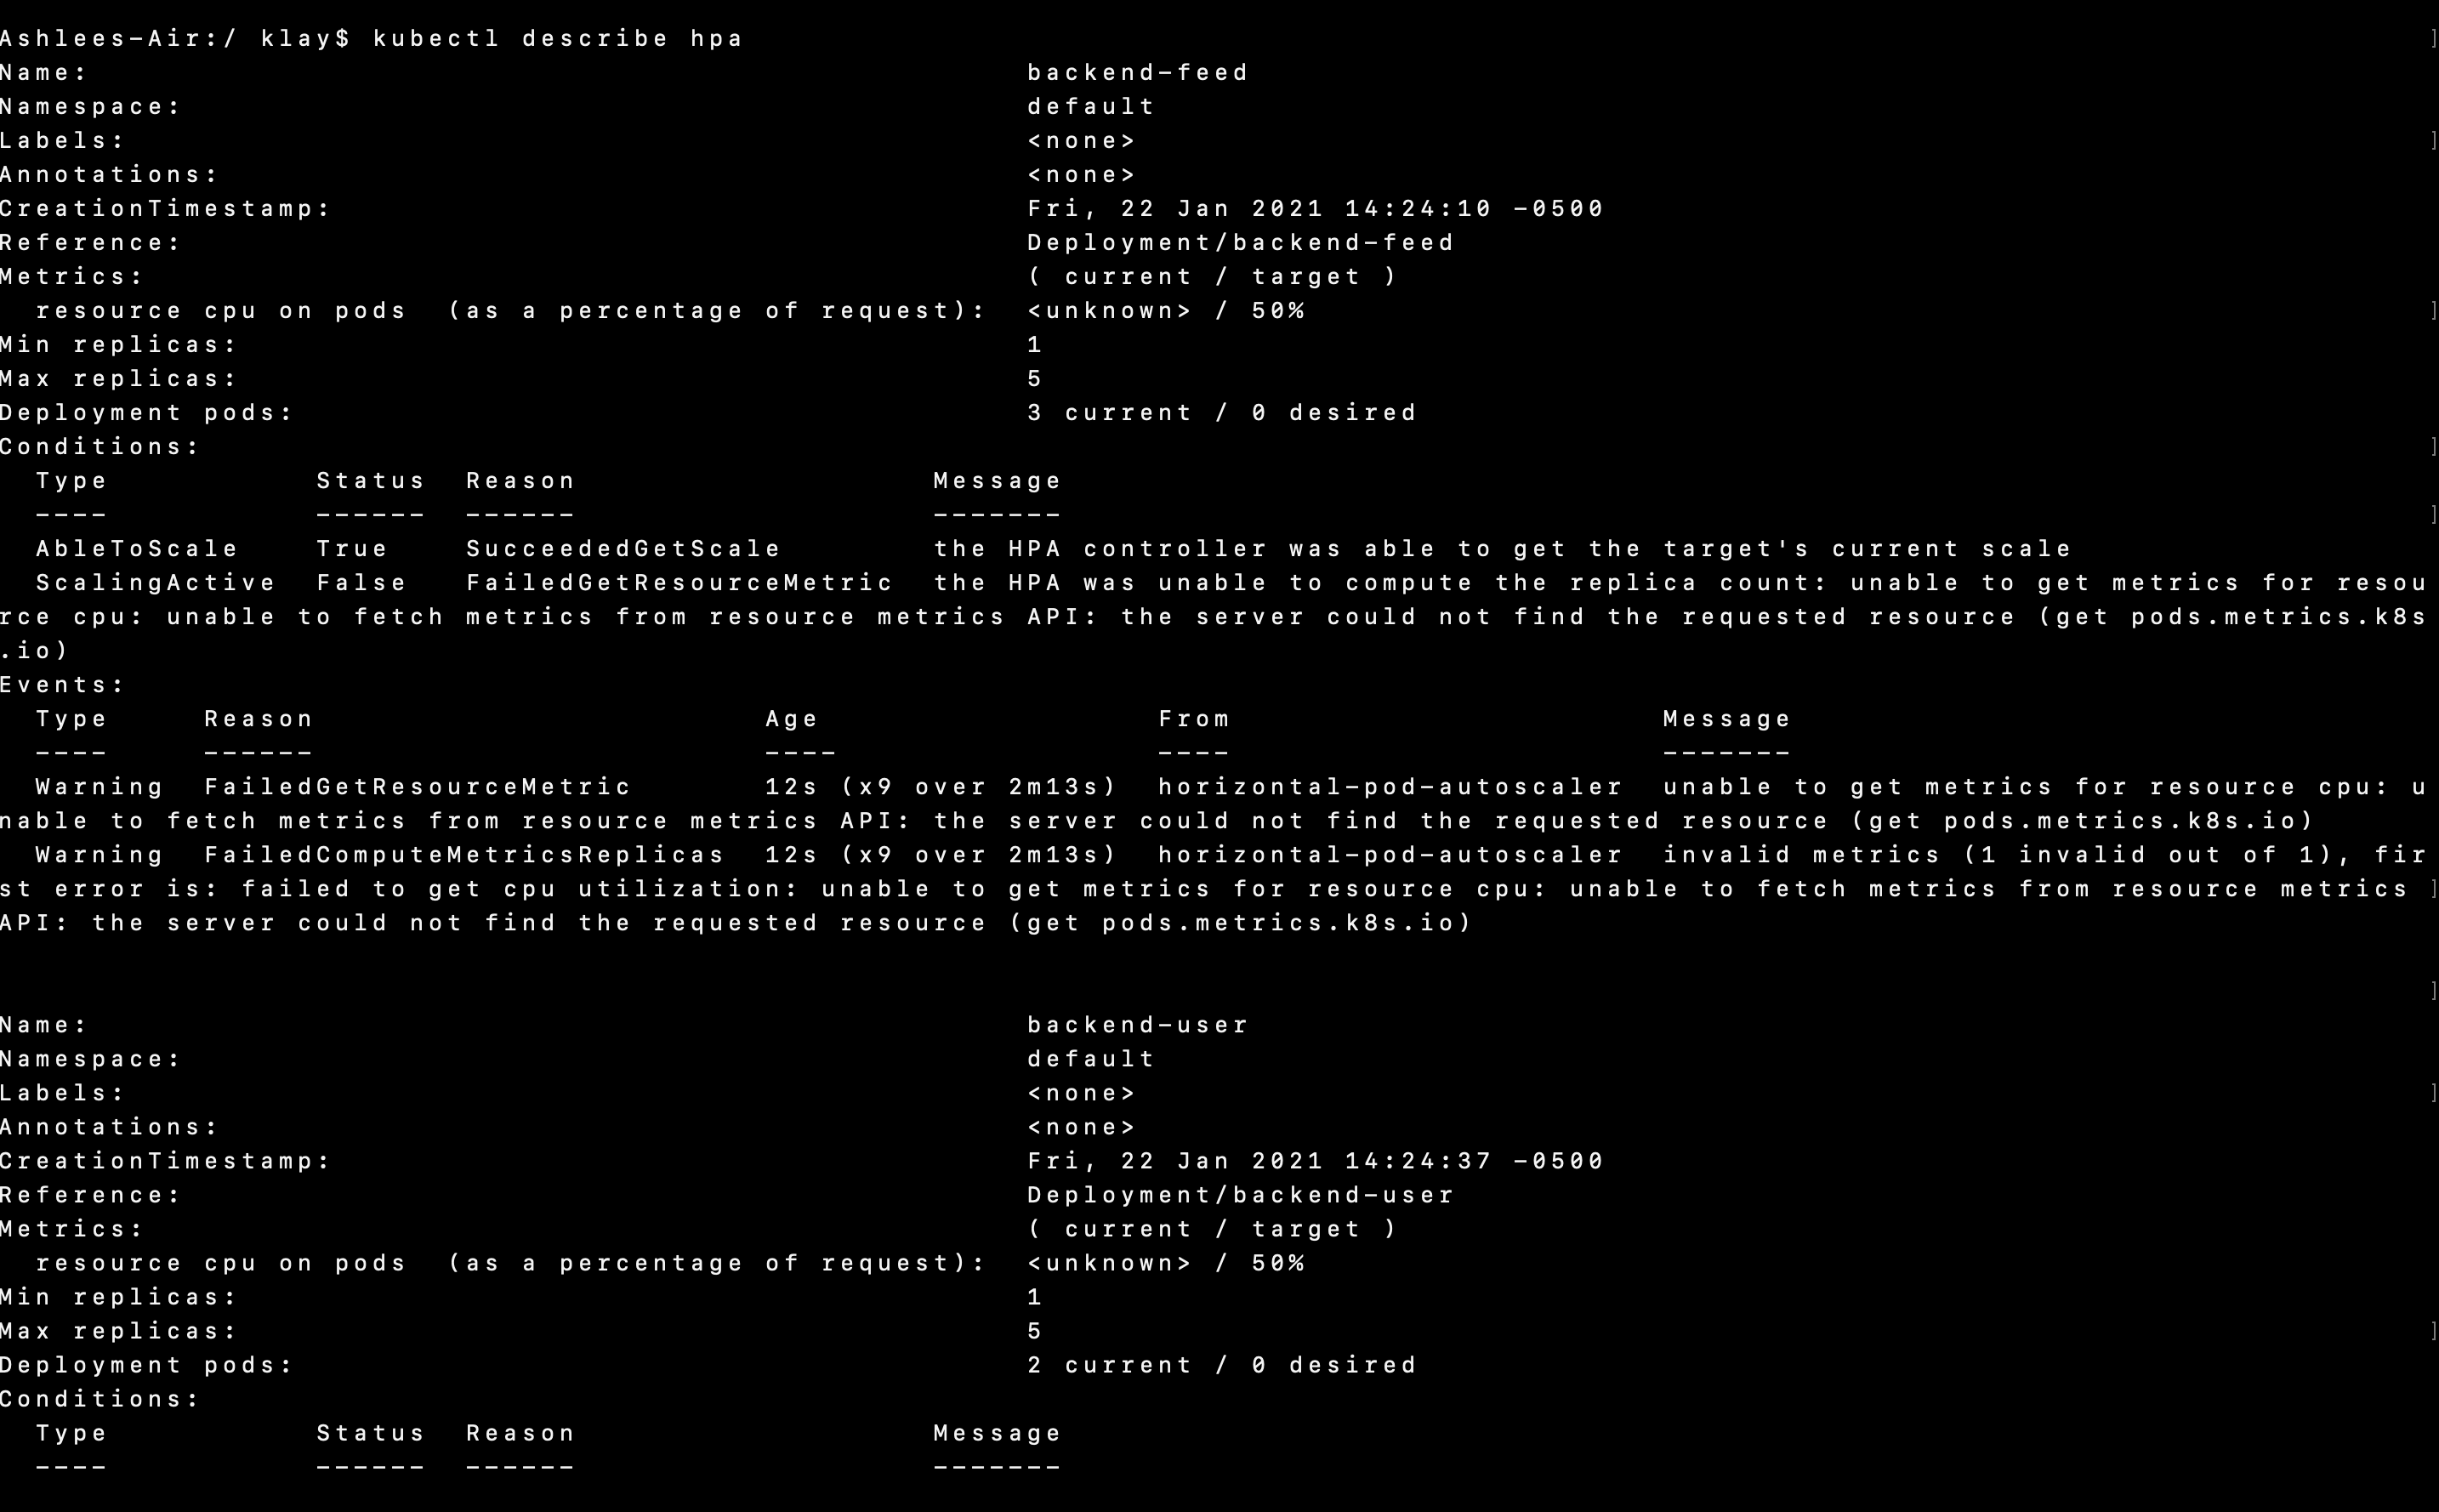 Ashlees-Air:/ klay$ kubectl describe hpa ]
Name: backend-feed
Namespace: default
Labels: <none> ]
Annotations: <none>
CreationTimestamp: Fri, 22 Jan 2021 14:24:10 -0500
Reference: Deployment/backend-feed
Metrics: ( current / target )
  resource cpu on pods  (as a percentage of request): <unknown> / 50% ]
Min replicas: 1
Max replicas: 5
Deployment pods: 3 current / 0 desired
Conditions: ]
  Type Status Reason Message
  ---- ------ ------ ------- ]
  AbleToScale True SucceededGetScale the HPA controller was able to get the target's current scale
  ScalingActive False FailedGetResourceMetric the HPA was unable to compute the replica count: unable to get metrics for resou
rce cpu: unable to fetch metrics from resource metrics API: the server could not find the requested resource (get pods.metrics.k8s
.io)
Events:
  Type Reason Age From Message
  ---- ------ ---- ---- -------
  Warning FailedGetResourceMetric 12s (x9 over 2m13s) horizontal-pod-autoscaler unable to get metrics for resource cpu: u
nable to fetch metrics from resource metrics API: the server could not find the requested resource (get pods.metrics.k8s.io)
  Warning FailedComputeMetricsReplicas 12s (x9 over 2m13s) horizontal-pod-autoscaler invalid metrics (1 invalid out of 1), fir
st error is: failed to get cpu utilization: unable to get metrics for resource cpu: unable to fetch metrics from resource metrics ]
API: the server could not find the requested resource (get pods.metrics.k8s.io)
]
Name: backend-user
Namespace: default
Labels: <none> ]
Annotations: <none>
CreationTimestamp: Fri, 22 Jan 2021 14:24:37 -0500
Reference: Deployment/backend-user
Metrics: ( current / target )
  resource cpu on pods  (as a percentage of request): <unknown> / 50%
Min replicas: 1
Max replicas: 5 ]
Deployment pods: 2 current / 0 desired
Conditions:
  Type Status Reason Message
  ---- ------ ------ -------